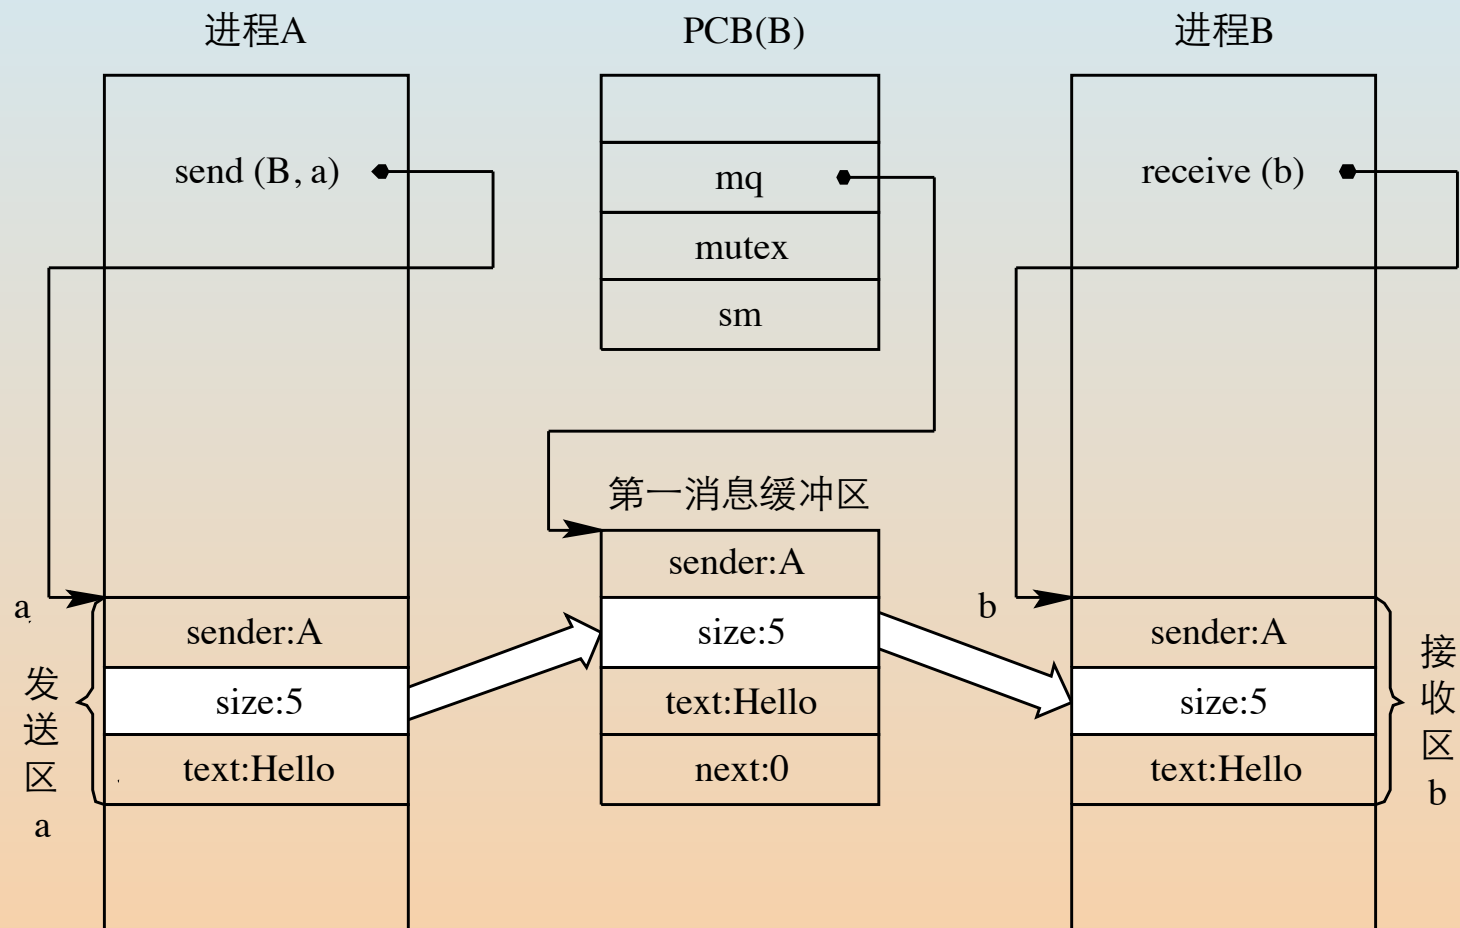 进程A
PCB(B)
进程B
send (B, a)
mq
receive (b)
mutex
sm
第一消息缓冲区
sender:A
a
b
sender:A
size:5
sender:A
发送区a
size:5
text:Hello
size:5
接收区b
text:Hello
next:0
text:Hello